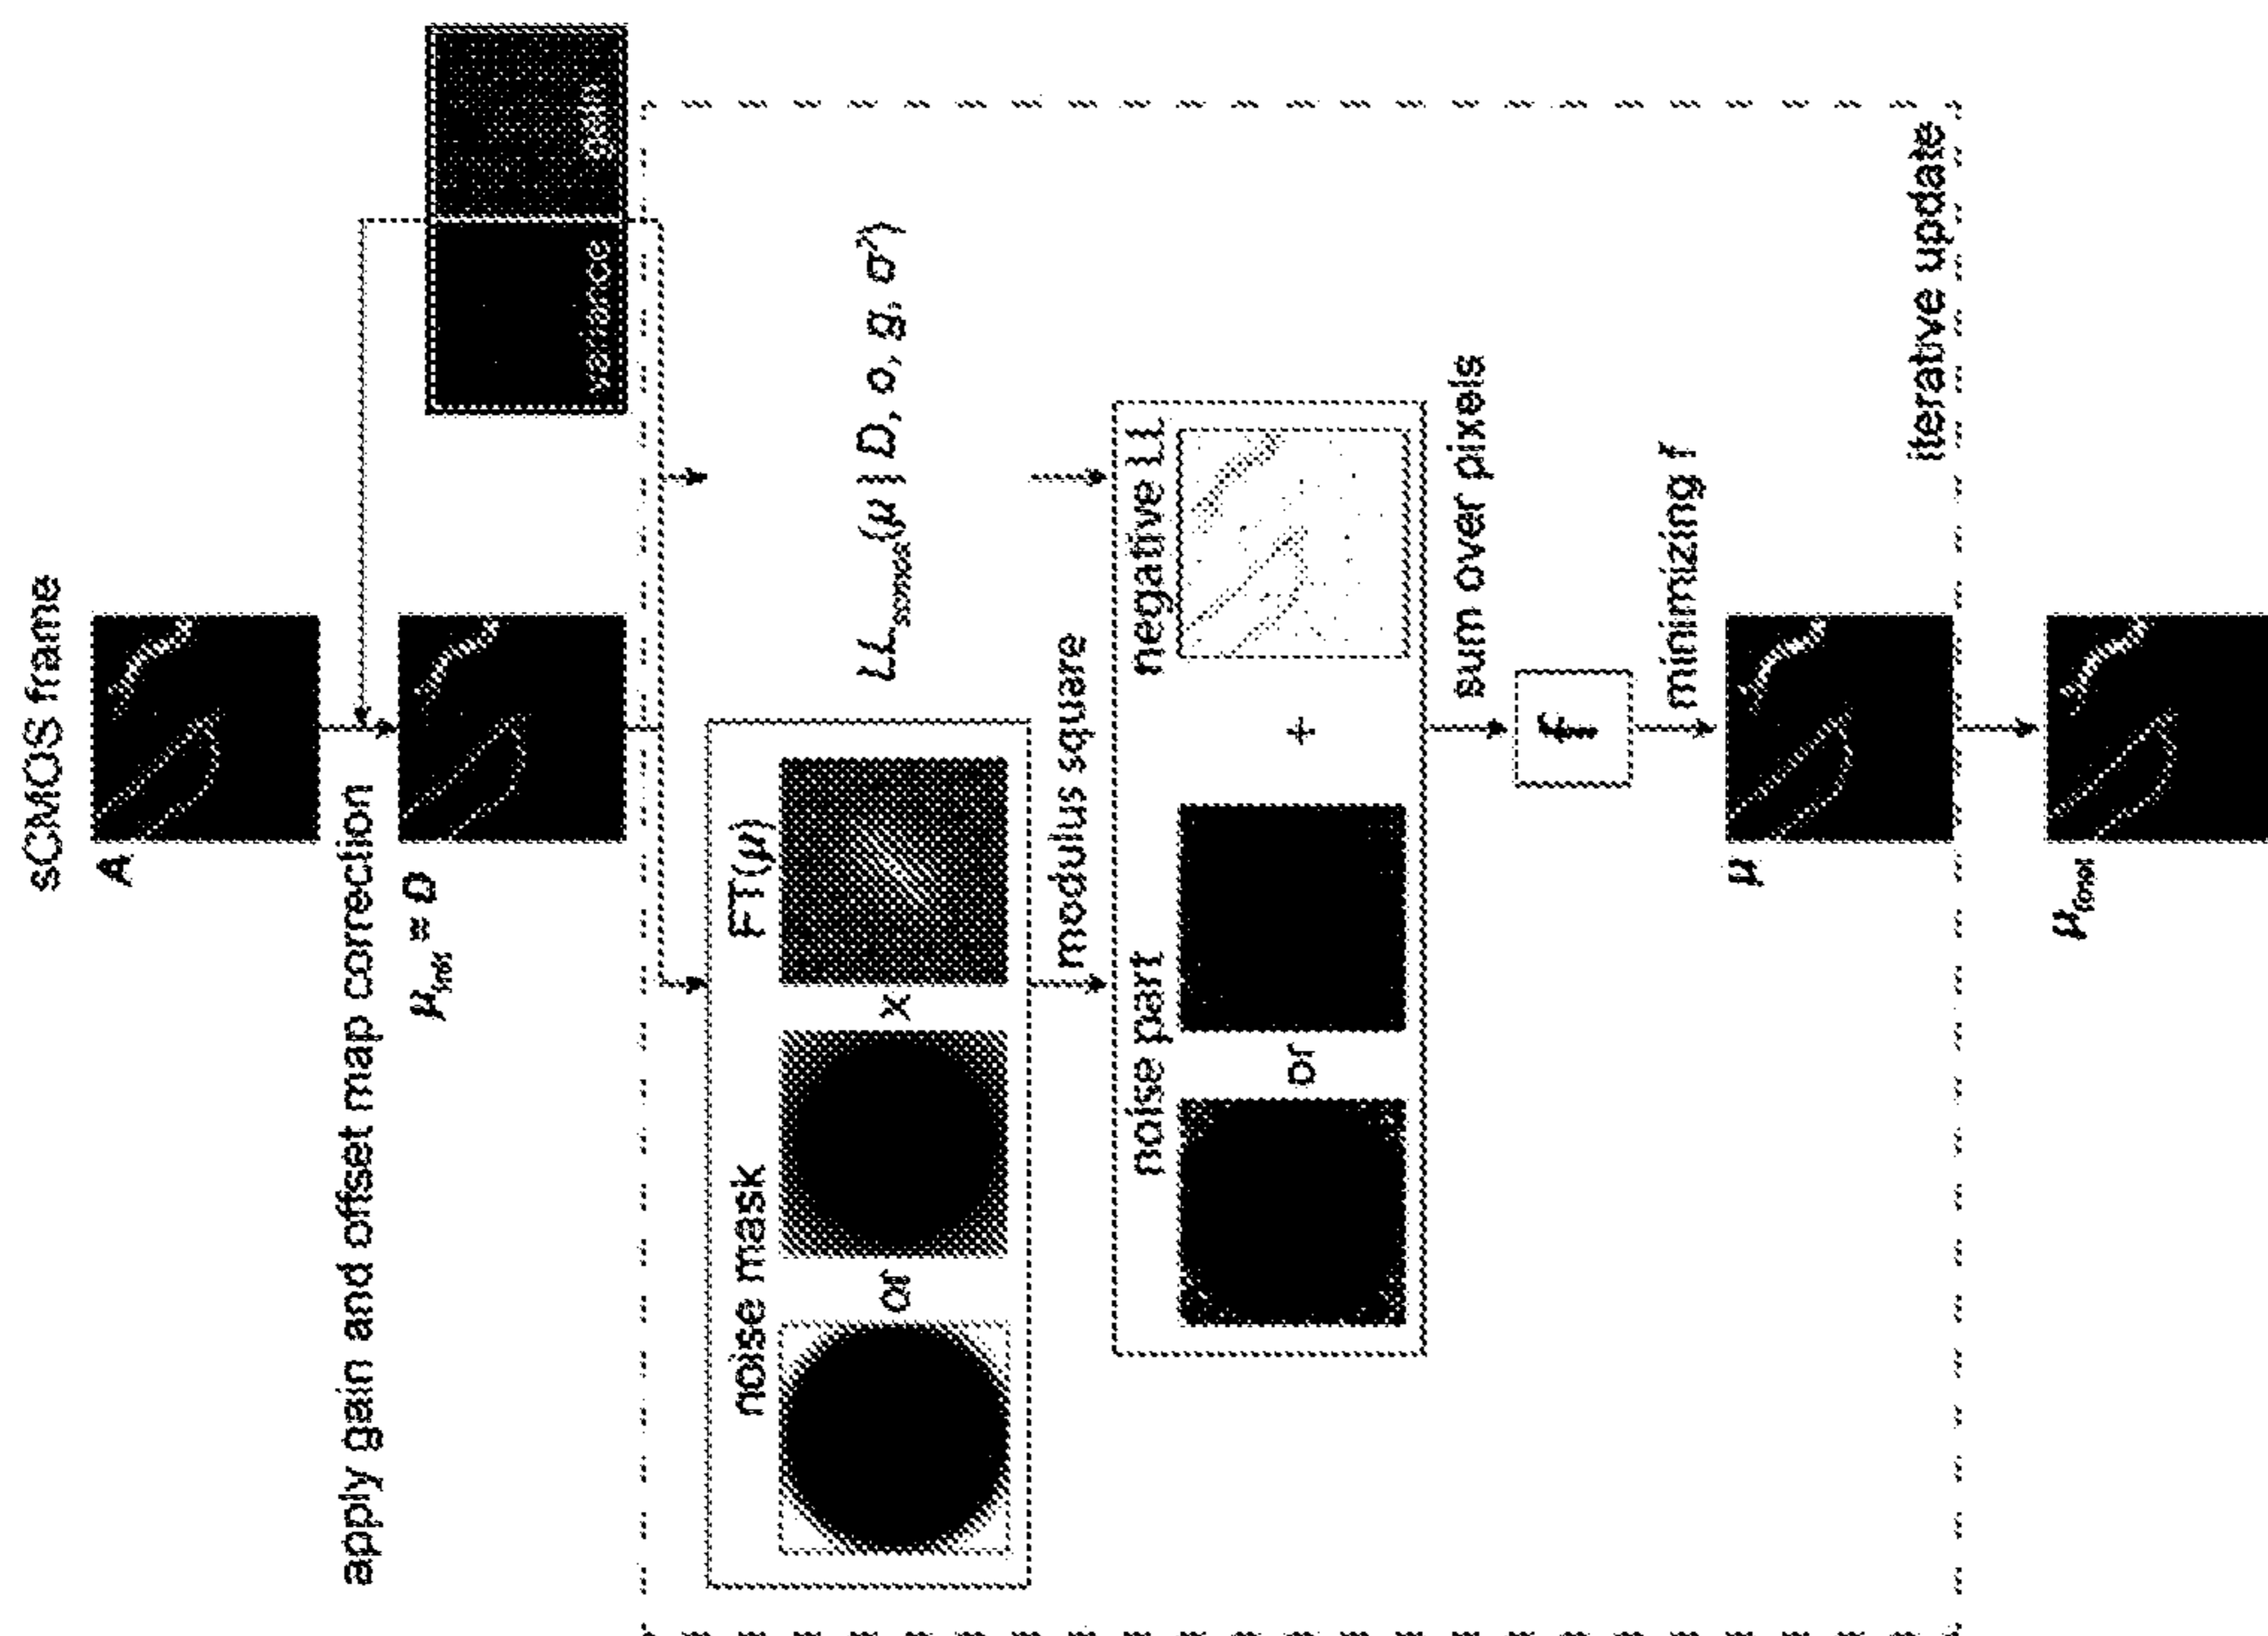 sCMOS frame
A
apply gain and offset map correction
μ_init = D
variance
gain
noise mask
or
x
FT(μ)
LL_sCMOS(μ | D, o, g, σ²)
modulus square
noise part
or
+
negative LL
sum over pixels
f
minimizing f
μ
iterative update
μ_final